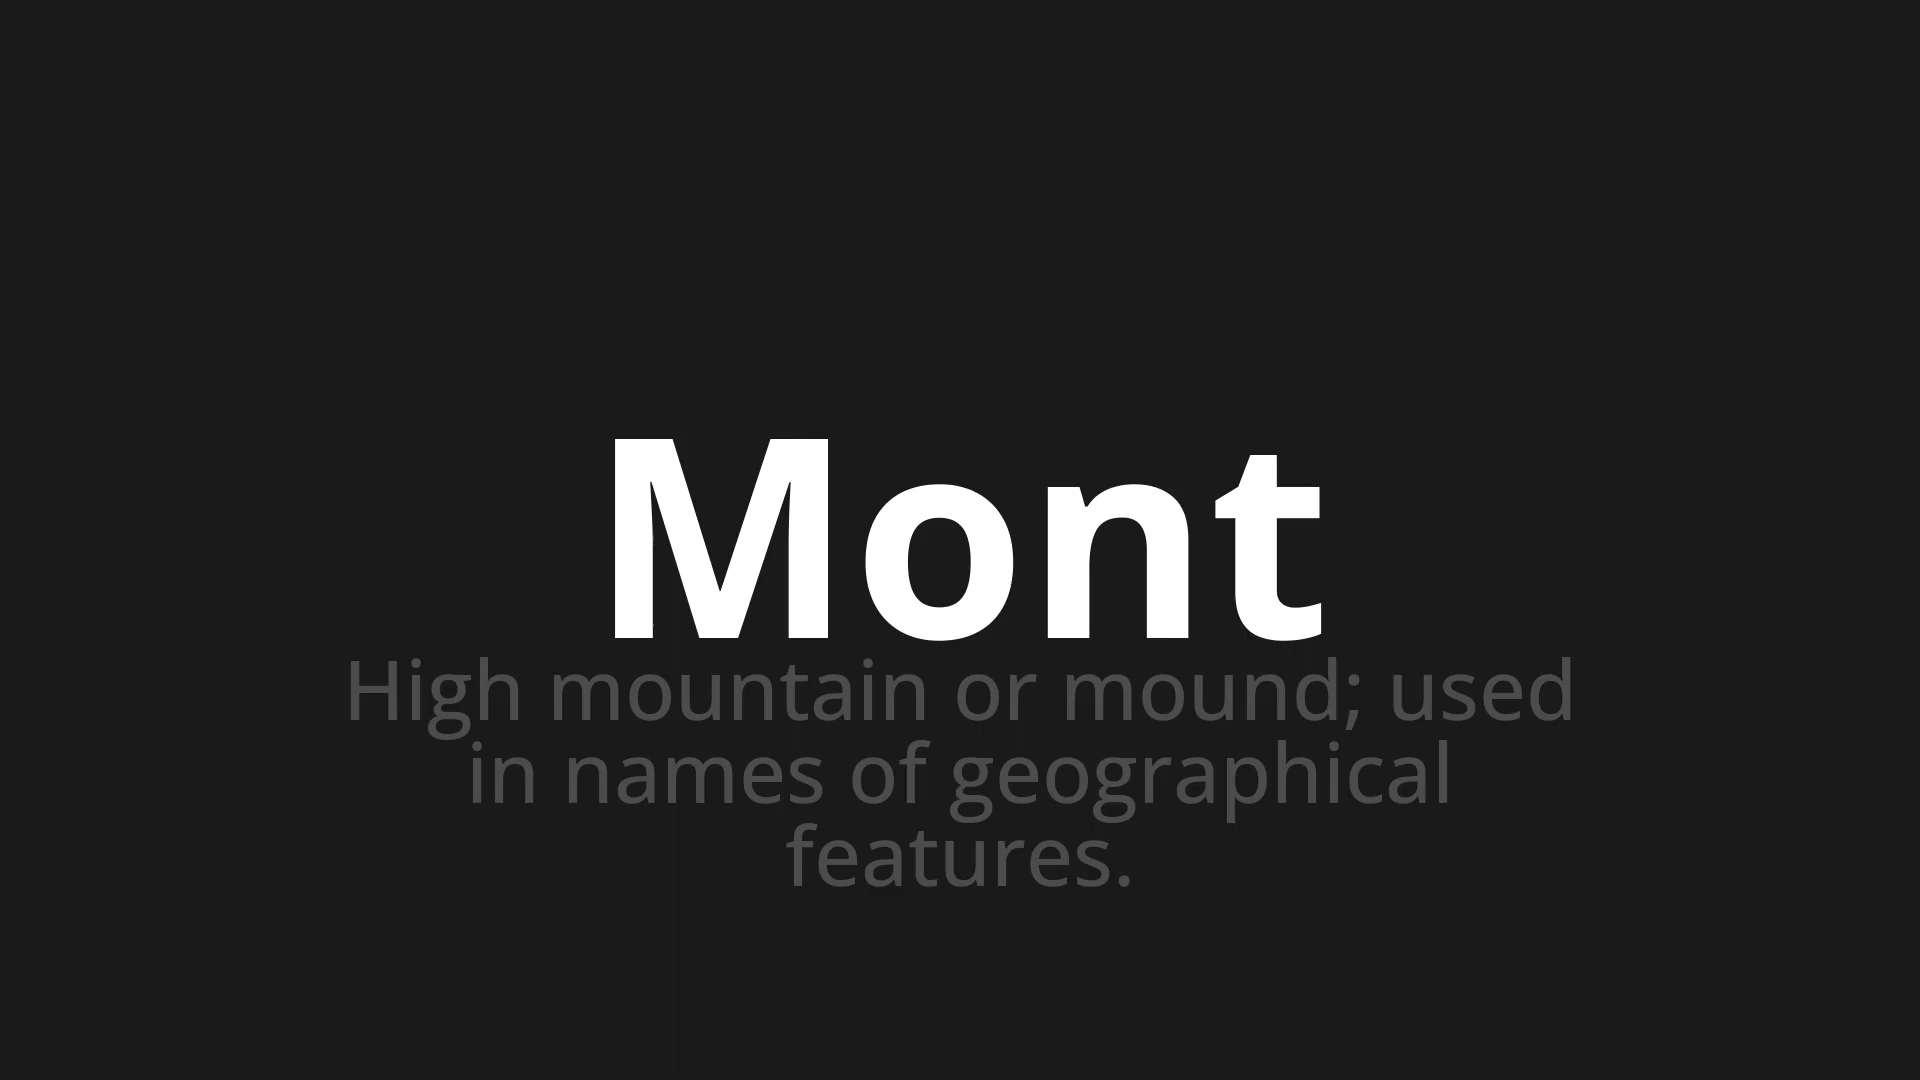 Mont
High mountain or mound; used
in names of geographical
features.